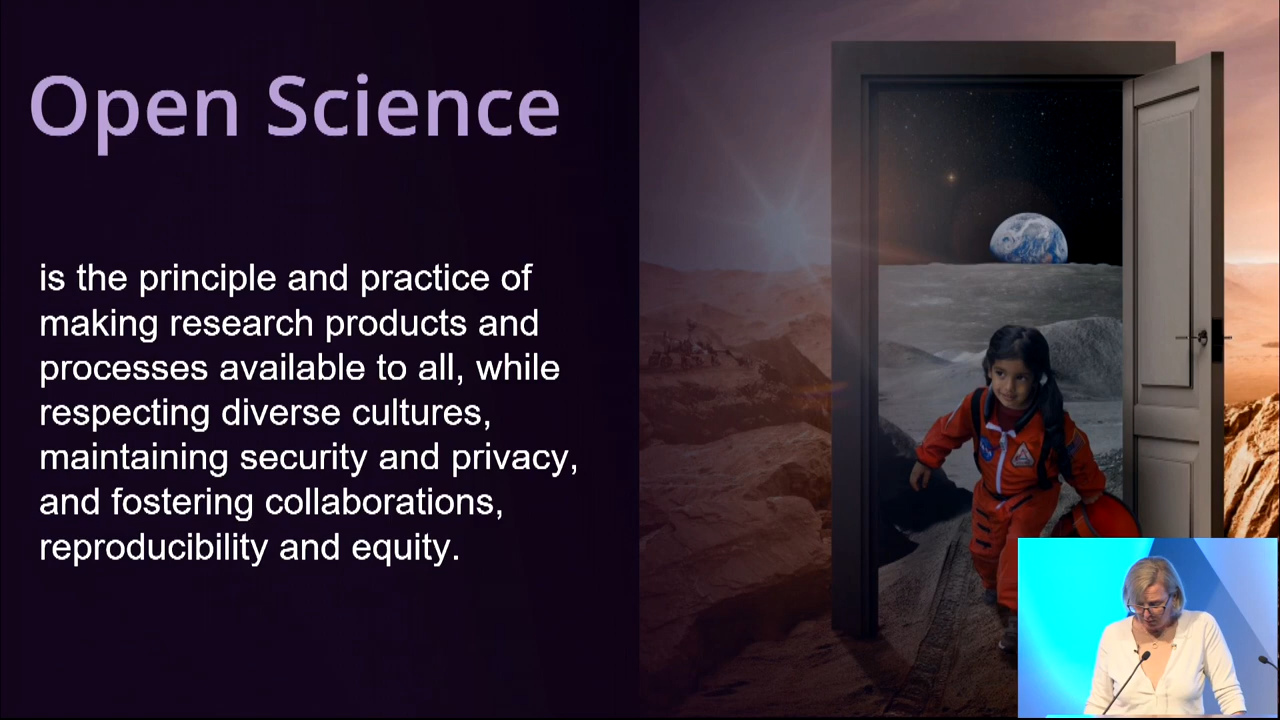 Open Science
is the principle and practice of
making research products and
processes available to all, while
respecting diverse cultures,
maintaining security and privacy,
and fostering collaborations,
reproducibility and equity.